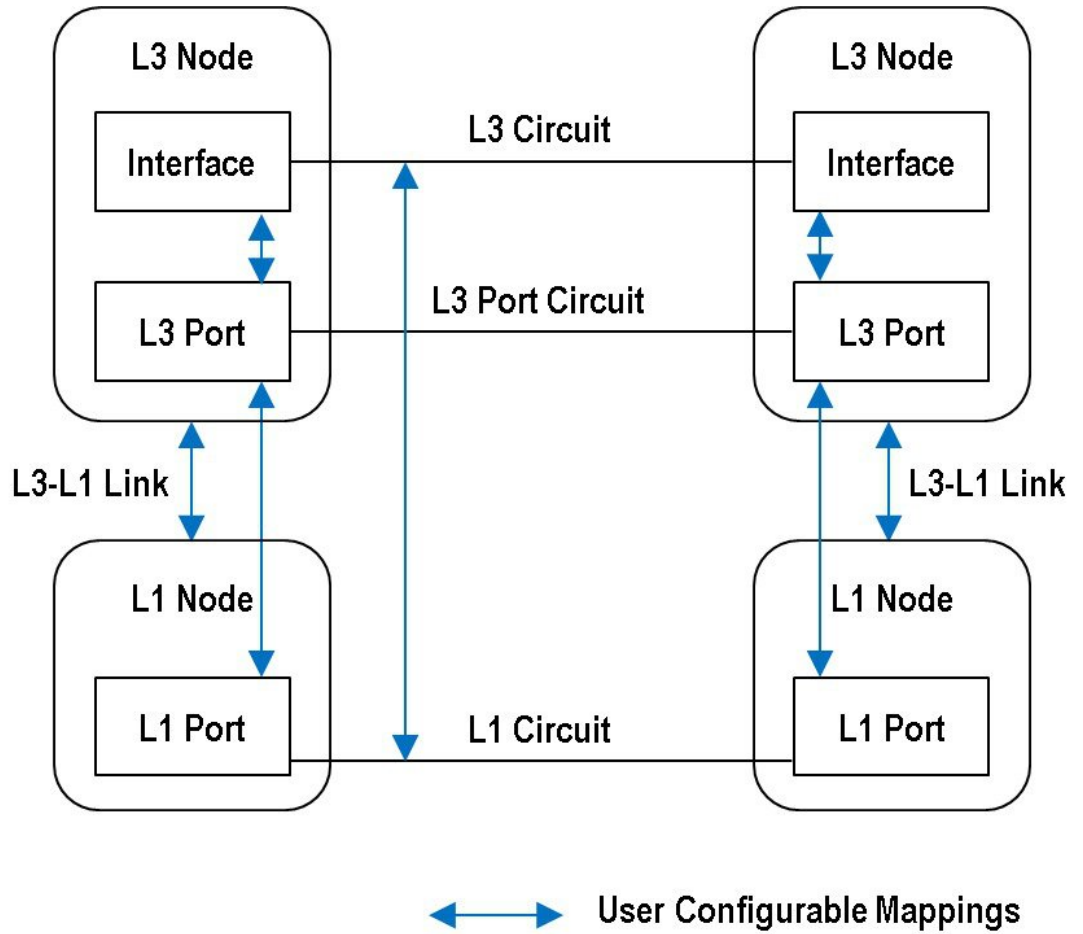 L3 Node
L3 Node
L3 Circuit
Interface
Interface
L3 Port Circuit
L3 Port
L3 Port
L3-L1 Link
L3-L1 Link
L1 Node
L1 Node
L1 Circuit
L1 Port
L1 Port
User Configurable Mappings